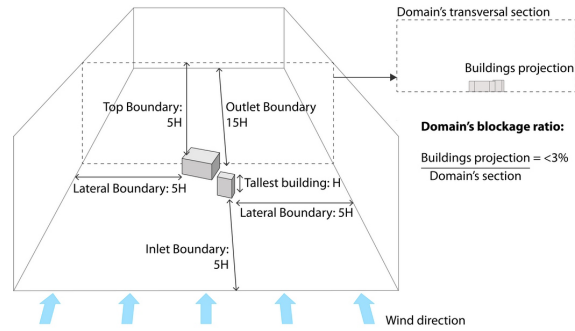 Domain's transversal section
Buildings projection
Top Boundary:
5H
Outlet Boundary
15H
Domain's blockage ratio:
Buildings projection = <3%
Domain's section
Tallest building: H
Lateral Boundary: 5H
Lateral Boundary: 5H
Inlet Boundary:
5H
Wind direction